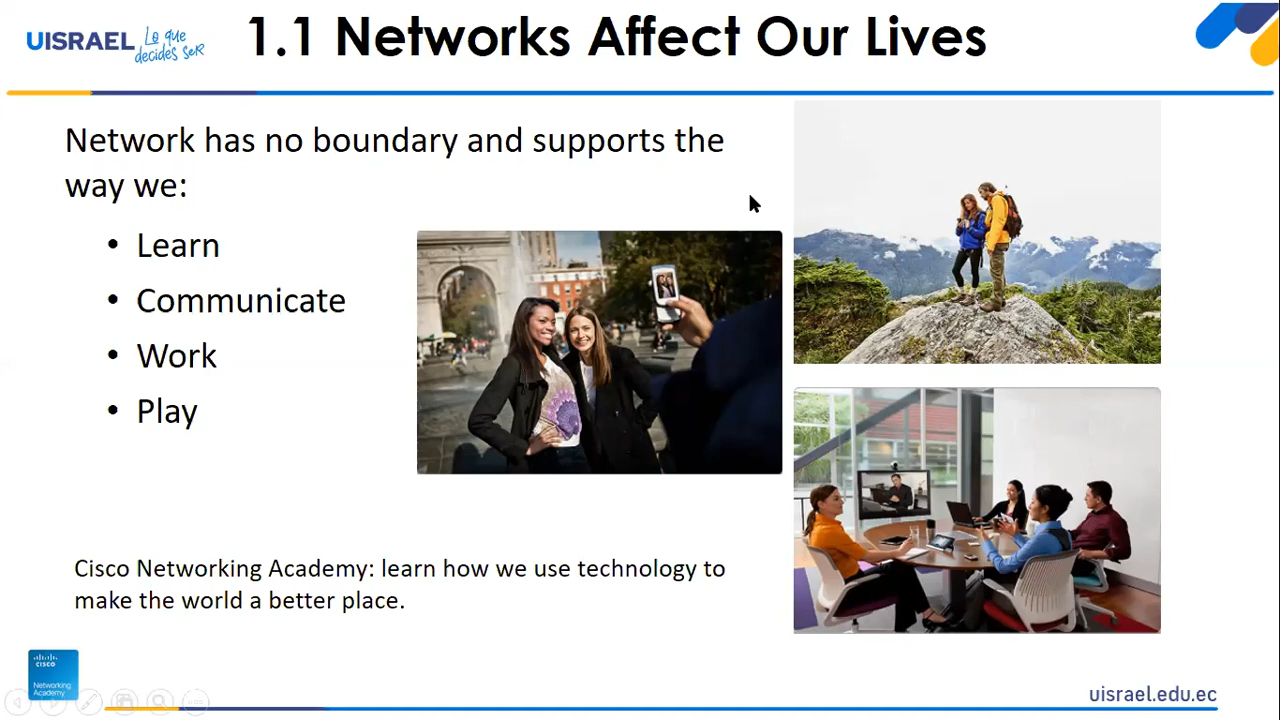 UISRAEL Lo que
decides seR
1.1 Networks Affect Our Lives
Network has no boundary and supports the
way we:
• Learn
• Communicate
• Work
• Play
Cisco Networking Academy: learn how we use technology to
make the world a better place.
CISCO
Networking
Academy
uisrael.edu.ec